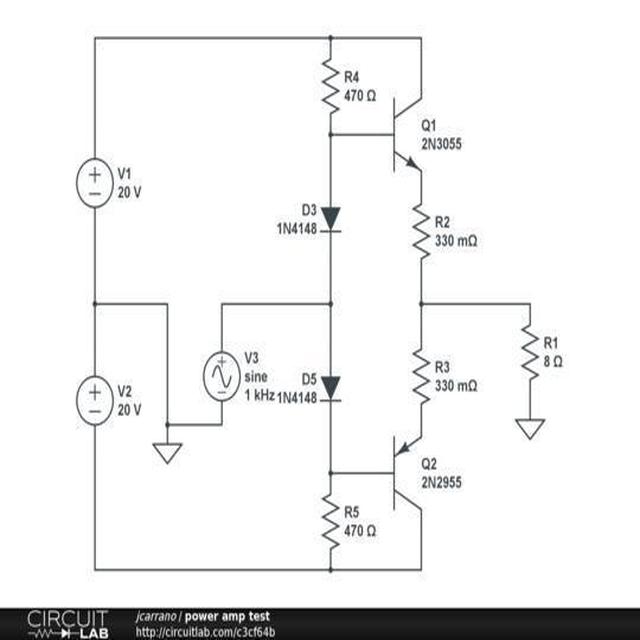 R4
470 Ω
Q1
2N3055
V1
20 V
D3
1N4148
R2
330 mΩ
V3
sine
1 kHz
D5
1N4148
R1
8 Ω
R3
330 mΩ
V2
20 V
Q2
2N2955
R5
470 Ω
CIRCUIT
LAB
jcarrano / power amp test
http://circuitlab.com/c3cf64b